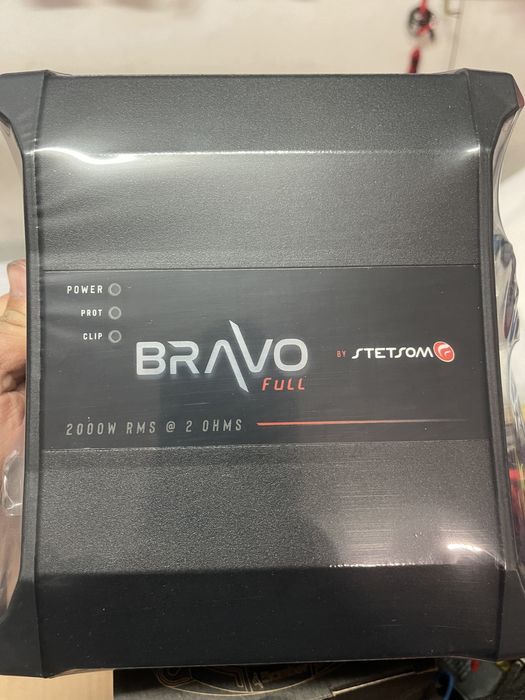 POWER
PROT
CLIP
BRAVO
FULL
BY STETSOM
2000W RMS @ 2 OHMS